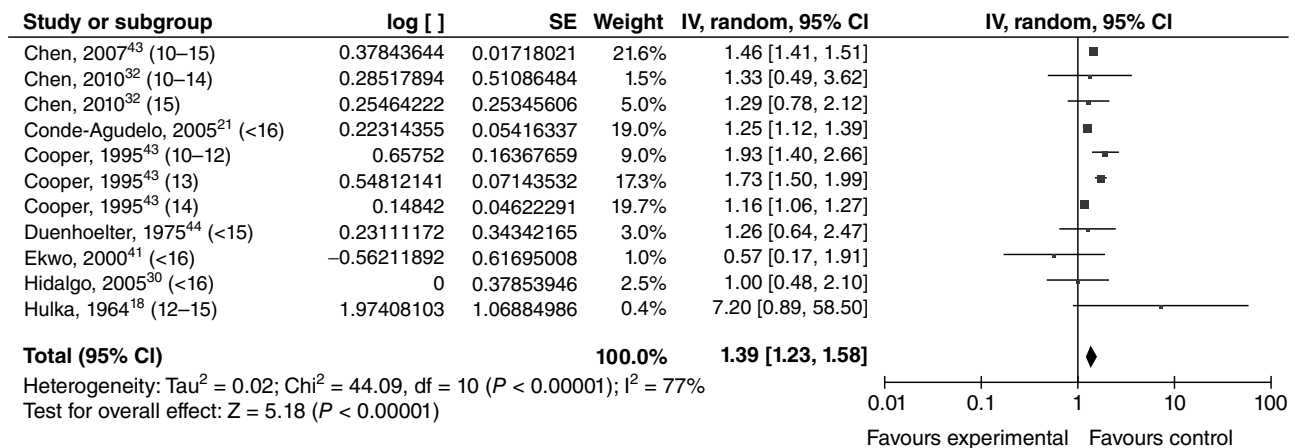 Study or subgroup log [ ] SE Weight IV, random, 95% CI IV, random, 95% CI
Chen, 2007⁴³ (10–15) 0.37843644 0.01718021 21.6% 1.46 [1.41, 1.51]
Chen, 2010³² (10–14) 0.28517894 0.51086484 1.5% 1.33 [0.49, 3.62]
Chen, 2010³² (15) 0.25464222 0.25345606 5.0% 1.29 [0.78, 2.12]
Conde-Agudelo, 2005²¹ (<16) 0.22314355 0.05416337 19.0% 1.25 [1.12, 1.39]
Cooper, 1995⁴³ (10–12) 0.65752 0.16367659 9.0% 1.93 [1.40, 2.66]
Cooper, 1995⁴³ (13) 0.54812141 0.07143532 17.3% 1.73 [1.50, 1.99]
Cooper, 1995⁴³ (14) 0.14842 0.04622291 19.7% 1.16 [1.06, 1.27]
Duenhoelter, 1975⁴⁴ (<15) 0.23111172 0.34342165 3.0% 1.26 [0.64, 2.47]
Ekwo, 2000⁴¹ (<16) −0.56211892 0.61695008 1.0% 0.57 [0.17, 1.91]
Hidalgo, 2005³⁰ (<16) 0 0.37853946 2.5% 1.00 [0.48, 2.10]
Hulka, 1964¹⁸ (12–15) 1.97408103 1.06884986 0.4% 7.20 [0.89, 58.50]
Total (95% CI) 100.0% 1.39 [1.23, 1.58]
Heterogeneity: Tau² = 0.02; Chi² = 44.09, df = 10 (P < 0.00001); I² = 77%
Test for overall effect: Z = 5.18 (P < 0.00001)
0.01 0.1 1 10 100
Favours experimental Favours control